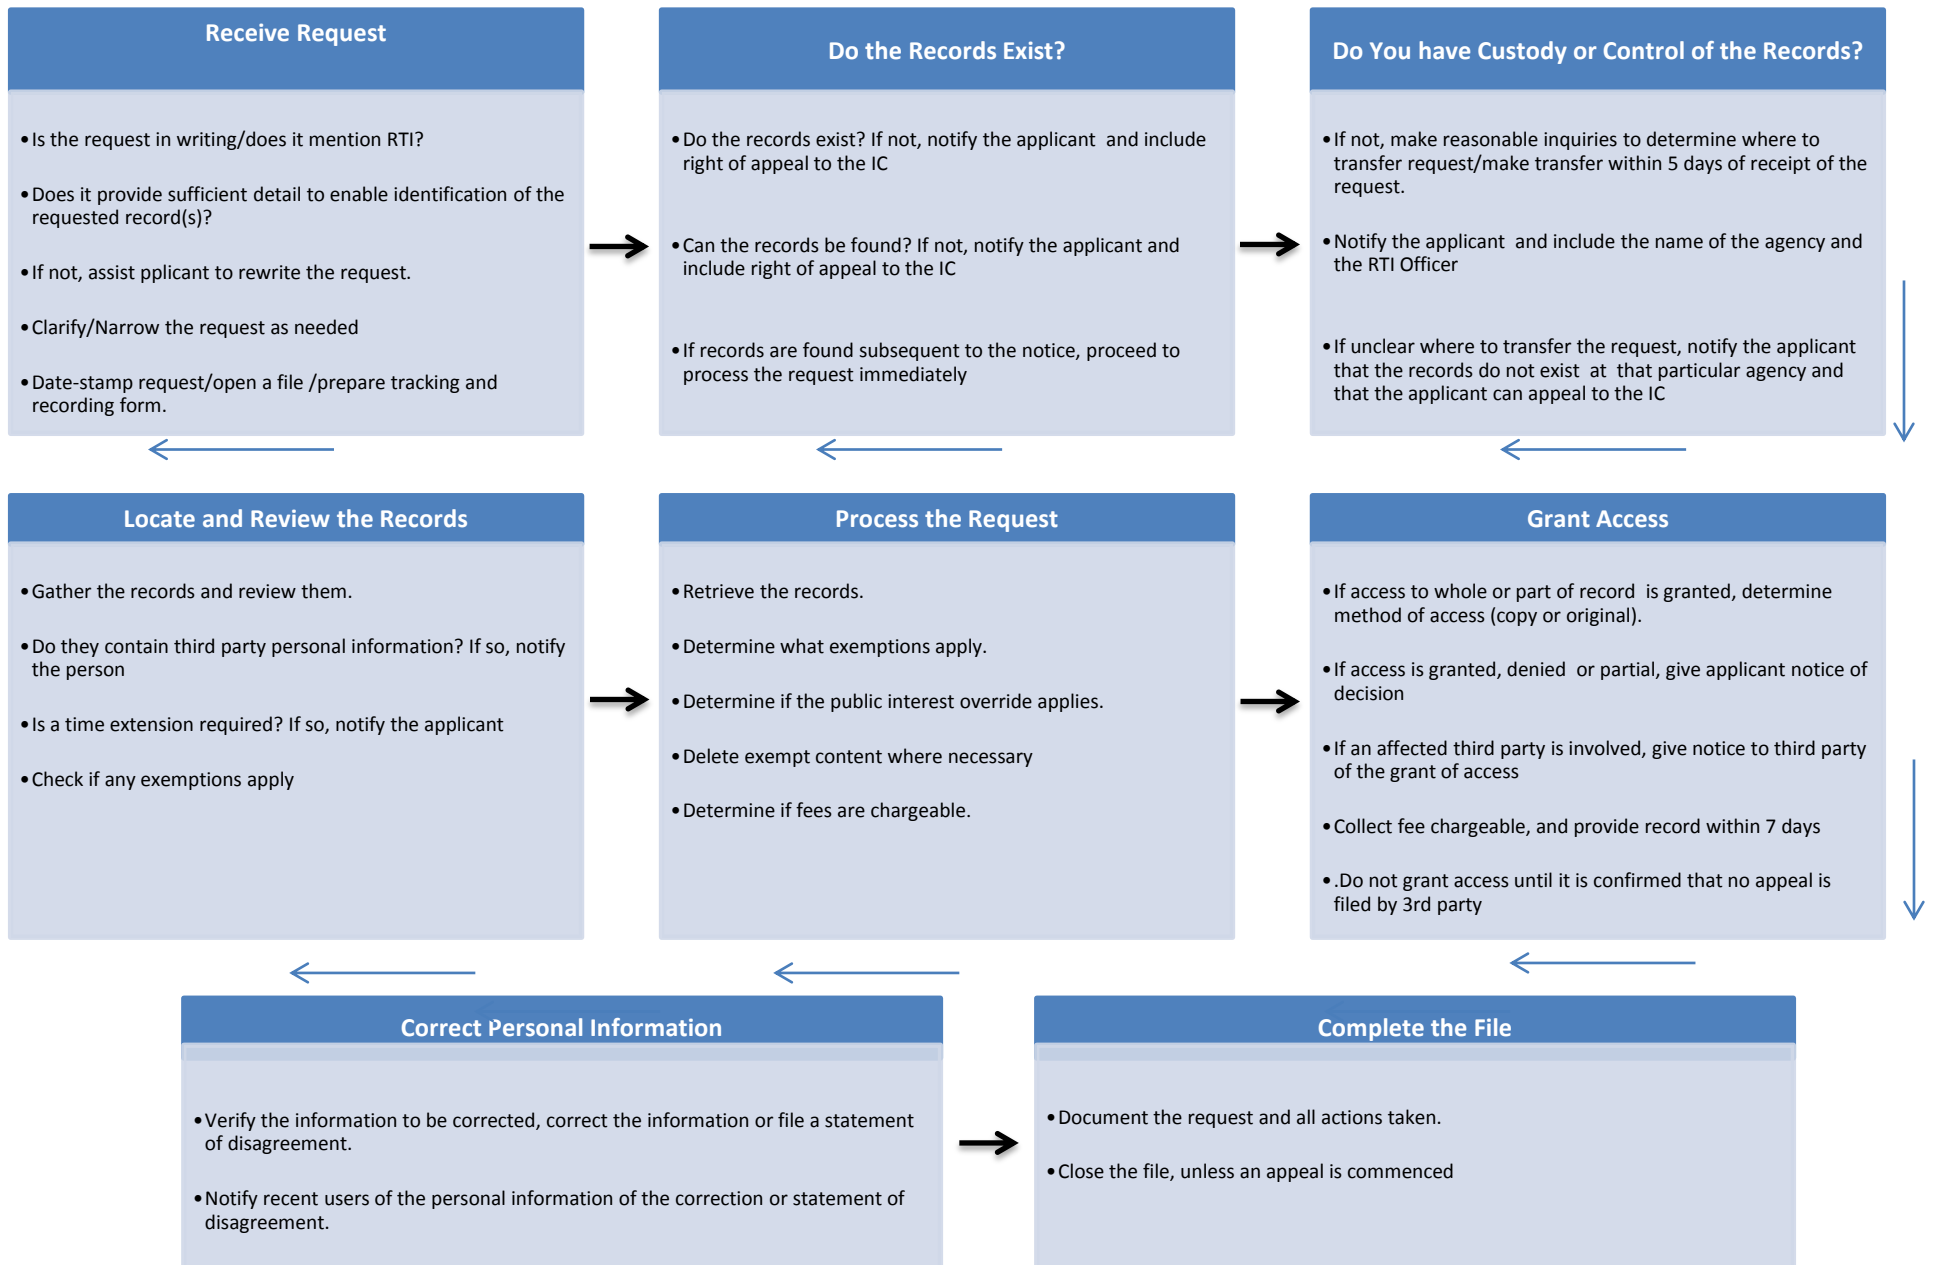 Receive Request
•Is the request in writing/does it mention RTI?
•Does it provide sufficient detail to enable identification of the
requested record(s)?
•If not, assist pplicant to rewrite the request.
•Clarify/Narrow the request as needed
•Date-stamp request/open a file /prepare tracking and
recording form.
Do the Records Exist?
•Do the records exist? If not, notify the applicant and include
right of appeal to the IC
•Can the records be found? If not, notify the applicant and
include right of appeal to the IC
•If records are found subsequent to the notice, proceed to
process the request immediately
Do You have Custody or Control of the Records?
•If not, make reasonable inquiries to determine where to
transfer request/make transfer within 5 days of receipt of the
request.
•Notify the applicant and include the name of the agency and
the RTI Officer
•If unclear where to transfer the request, notify the applicant
that the records do not exist at that particular agency and
that the applicant can appeal to the IC
Locate and Review the Records
•Gather the records and review them.
•Do they contain third party personal information? If so, notify
the person
•Is a time extension required? If so, notify the applicant
•Check if any exemptions apply
Process the Request
•Retrieve the records.
•Determine what exemptions apply.
•Determine if the public interest override applies.
•Delete exempt content where necessary
•Determine if fees are chargeable.
Grant Access
•If access to whole or part of record is granted, determine
method of access (copy or original).
•If access is granted, denied or partial, give applicant notice of
decision
•If an affected third party is involved, give notice to third party
of the grant of access
•Collect fee chargeable, and provide record within 7 days
•.Do not grant access until it is confirmed that no appeal is
filed by 3rd party
Correct Personal Information
•Verify the information to be corrected, correct the information or file a statement
of disagreement.
•Notify recent users of the personal information of the correction or statement of
disagreement.
Complete the File
•Document the request and all actions taken.
•Close the file, unless an appeal is commenced